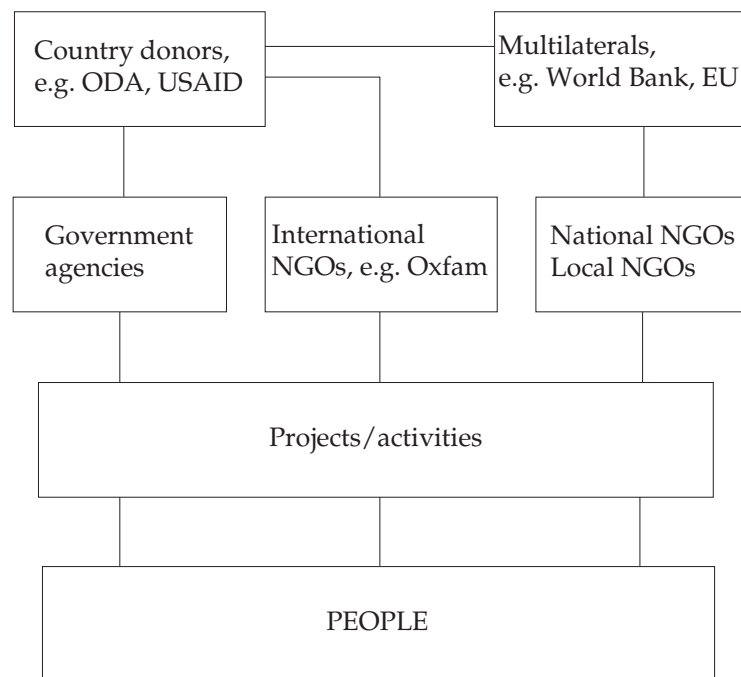 Country donors,
e.g. ODA, USAID
Multilaterals,
e.g. World Bank, EU
Government
agencies
International
NGOs, e.g. Oxfam
National NGOs
Local NGOs
Projects/activities
PEOPLE